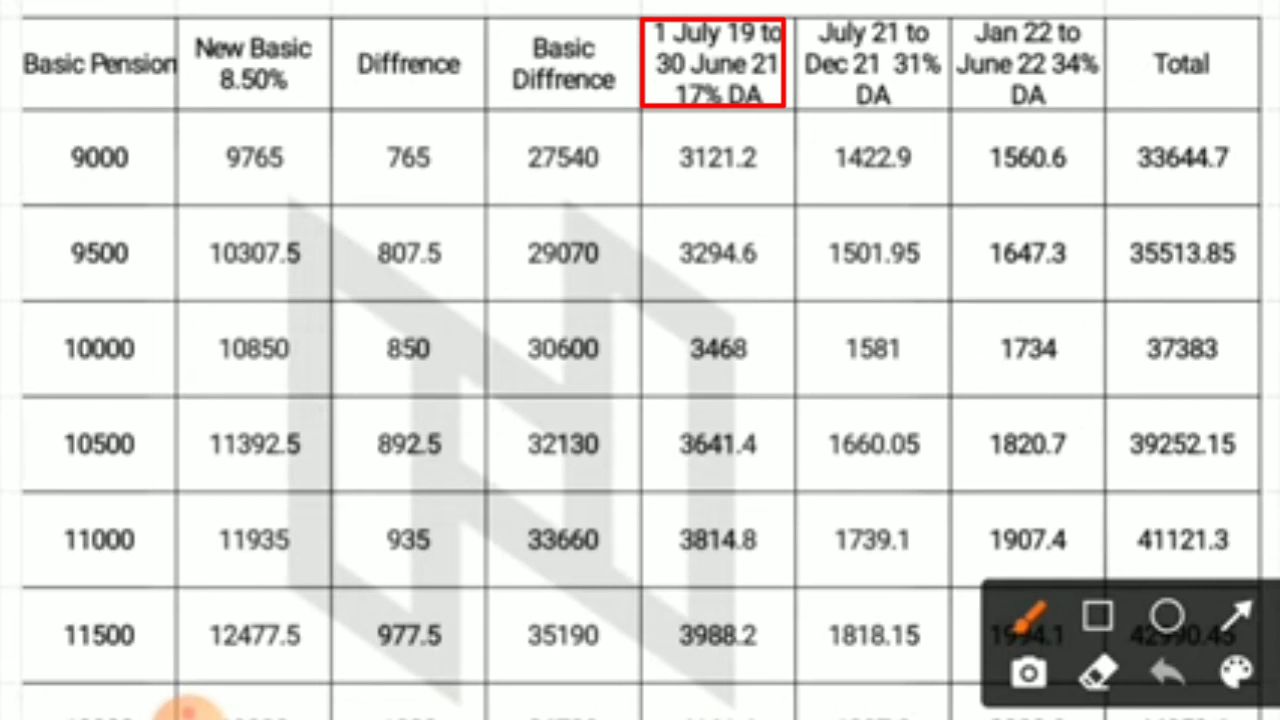 Basic Pension New Basic 8.50% Diffrence Basic Diffrence 1 July 19 to 30 June 21 17% DA July 21 to Dec 21 31% DA Jan 22 to June 22 34% DA Total
9000 9765 765 27540 3121.2 1422.9 1560.6 33644.7
9500 10307.5 807.5 29070 3294.6 1501.95 1647.3 35513.85
10000 10850 850 30600 3468 1581 1734 37383
10500 11392.5 892.5 32130 3641.4 1660.05 1820.7 39252.15
11000 11935 935 33660 3814.8 1739.1 1907.4 41121.3
11500 12477.5 977.5 35190 3988.2 1818.15 1994.1 42990.45